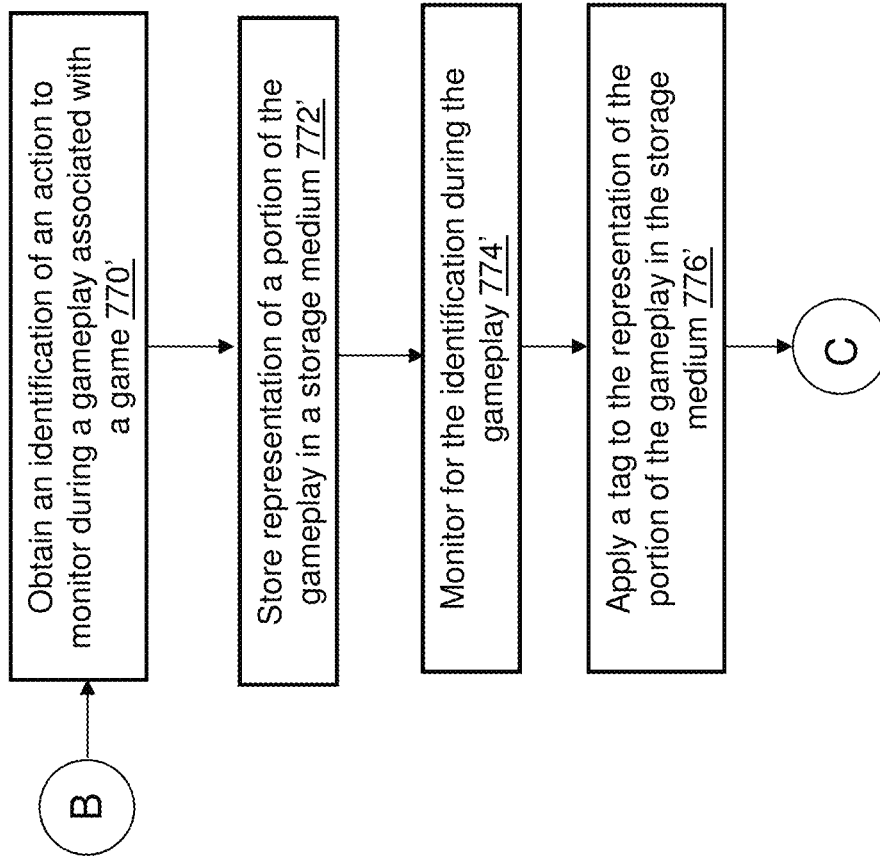 B
Obtain an identification of an action to
monitor during a gameplay associated with
a game 770'
Store representation of a portion of the
gameplay in a storage medium 772'
Monitor for the identification during the
gameplay 774'
Apply a tag to the representation of the
portion of the gameplay in the storage
medium 776'
C